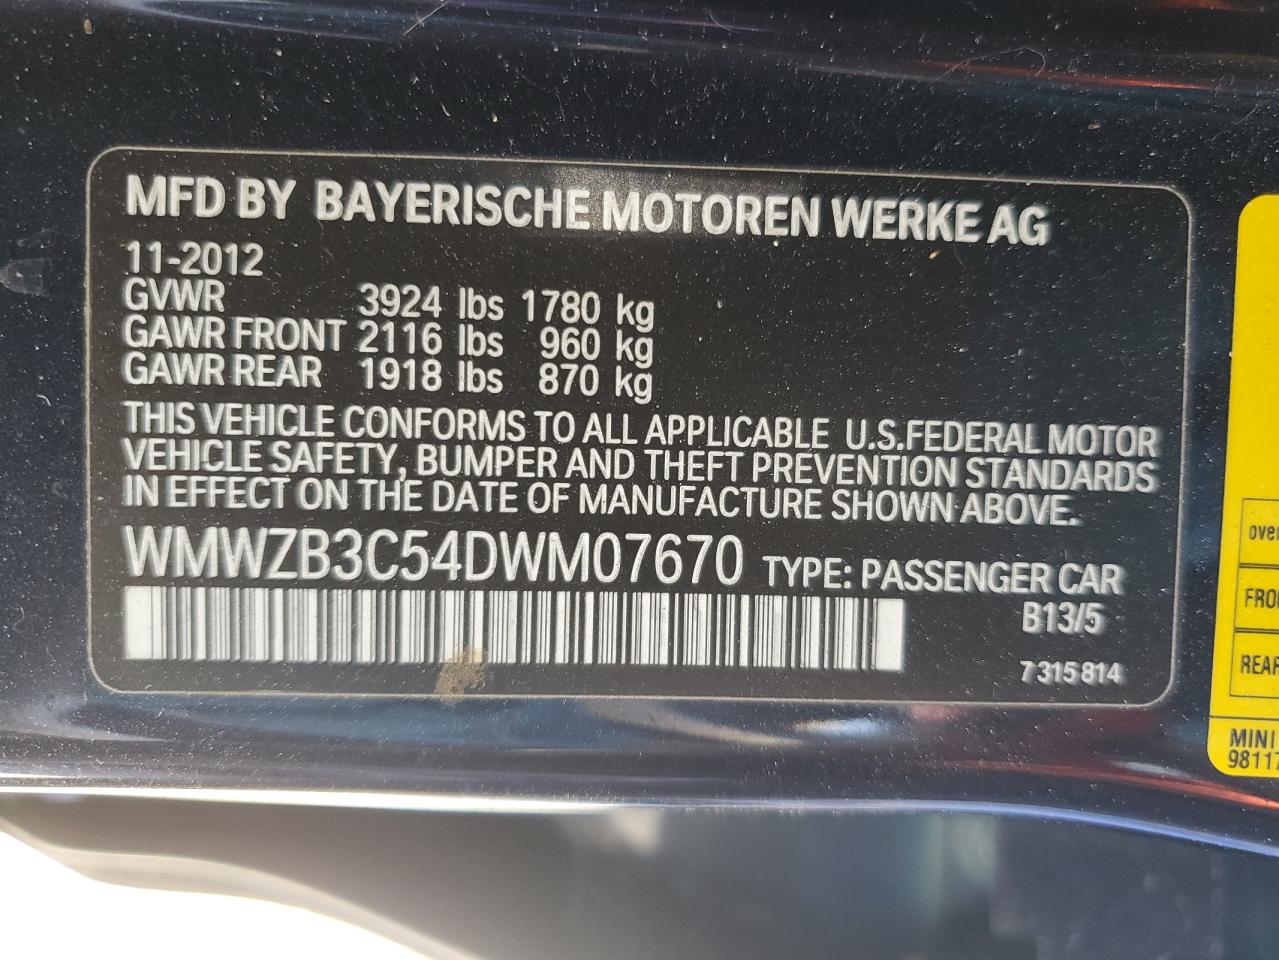 MFD BY BAYERISCHE MOTOREN WERKE AG
11-2012
GVWR 3924 lbs 1780 kg
GAWR FRONT 2116 lbs 960 kg
GAWR REAR 1918 lbs 870 kg
THIS VEHICLE CONFORMS TO ALL APPLICABLE U.S.FEDERAL MOTOR
VEHICLE SAFETY, BUMPER AND THEFT PREVENTION STANDARDS
IN EFFECT ON THE DATE OF MANUFACTURE SHOWN ABOVE.
WMWZB3C54DWM07670 TYPE: PASSENGER CAR
B13/5
7 315 814
MINI